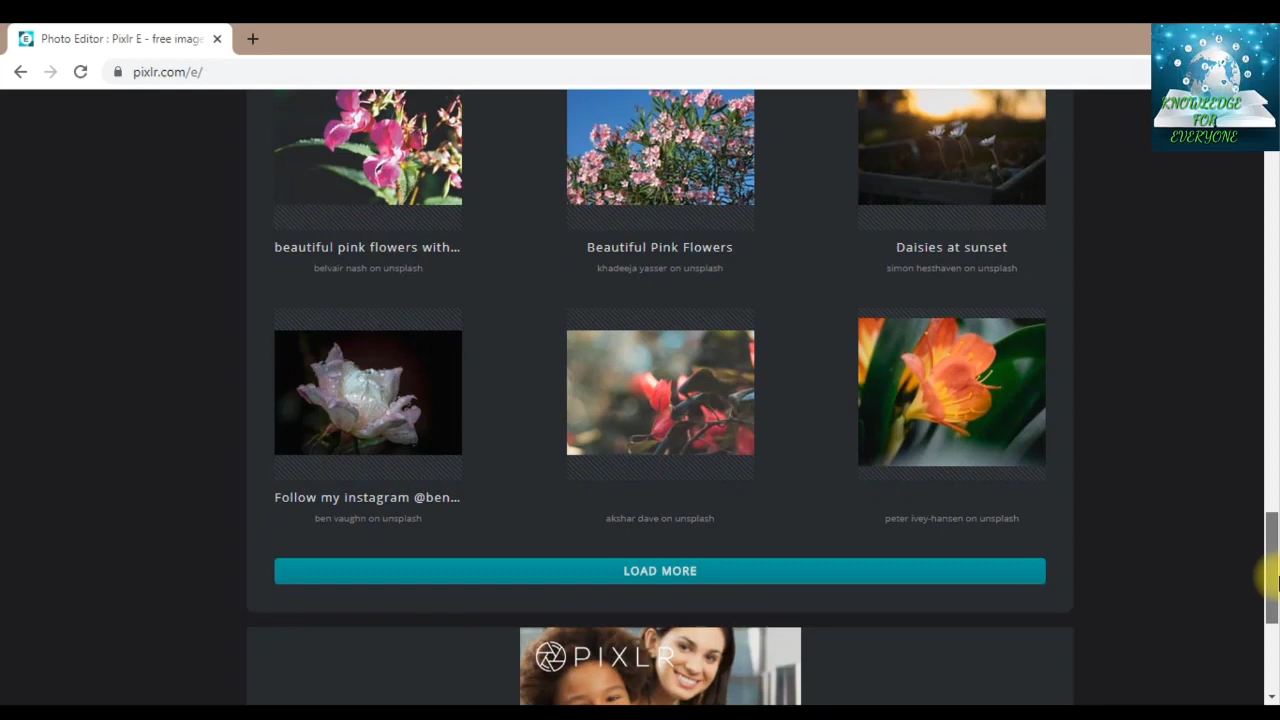 Photo Editor : Pixlr E - free imag
pixlr.com/e/
KNOWLEDGE
FOR
EVERYONE
beautiful pink flowers with...
Beautiful Pink Flowers
Daisies at sunset
belvair nash on unsplash
khadeeja yasser on unsplash
simon hesthaven on unsplash
Follow my instagram @ben...
ben vaughn on unsplash
akshar dave on unsplash
peter ivey-hansen on unsplash
LOAD MORE
PIXLR